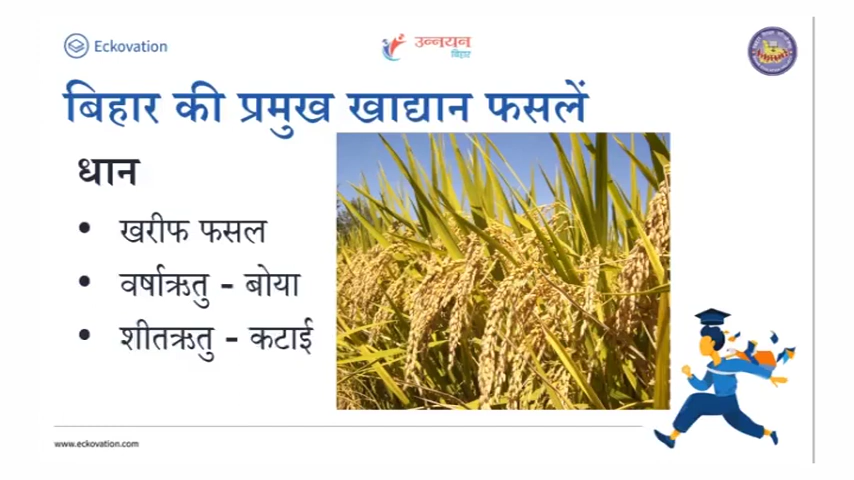 Eckovation
उन्नयन
बिहार
बिहार की प्रमुख खाद्यान फसलें
धान
• खरीफ फसल
• वर्षाऋतु - बोया
• शीतऋतु - कटाई
www.eckovation.com